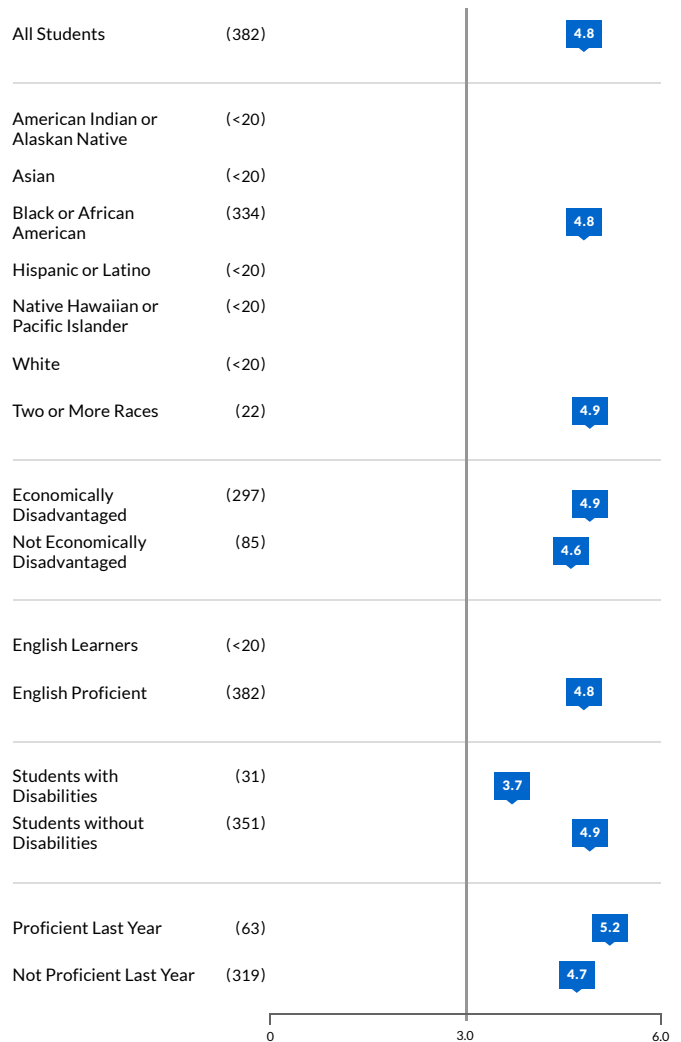 All Students (382) 4.8
American Indian or (<20)
Alaskan Native
Asian (<20)
Black or African (334) 4.8
American
Hispanic or Latino (<20)
Native Hawaiian or (<20)
Pacific Islander
White (<20)
Two or More Races (22) 4.9
Economically (297) 4.9
Disadvantaged
Not Economically (85) 4.6
Disadvantaged
English Learners (<20)
English Proficient (382) 4.8
Students with (31) 3.7
Disabilities
Students without (351) 4.9
Disabilities
Proficient Last Year (63) 5.2
Not Proficient Last Year (319) 4.7
0 3.0 6.0